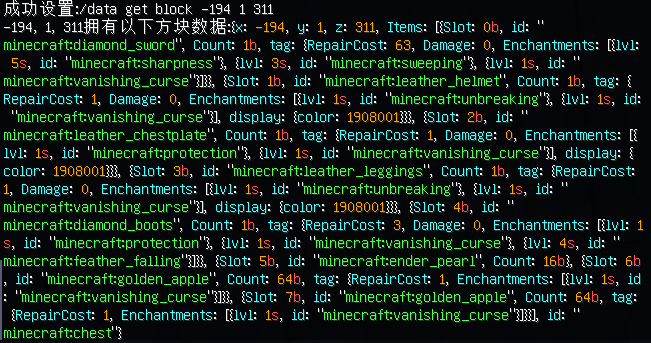 成功设置:/data get block -194 1 311
-194, 1, 311拥有以下方块数据:{x: -194, y: 1, z: 311, Items: [{Slot: 0b, id: "
minecraft:diamond_sword", Count: 1b, tag: {RepairCost: 63, Damage: 0, Enchantments: [{lvl:
5s, id: "minecraft:sharpness"}, {lvl: 3s, id: "minecraft:sweeping"}, {lvl: 1s, id: "
minecraft:vanishing_curse"}]}}, {Slot: 1b, id: "minecraft:leather_helmet", Count: 1b, tag: {
RepairCost: 1, Damage: 0, Enchantments: [{lvl: 1s, id: "minecraft:unbreaking"}, {lvl: 1s, id:
"minecraft:vanishing_curse"}], display: {color: 1908001}}}, {Slot: 2b, id: "
minecraft:leather_chestplate", Count: 1b, tag: {RepairCost: 1, Damage: 0, Enchantments: [{
lvl: 1s, id: "minecraft:protection"}, {lvl: 1s, id: "minecraft:vanishing_curse"}], display: {
color: 1908001}}}, {Slot: 3b, id: "minecraft:leather_leggings", Count: 1b, tag: {RepairCost:
1, Damage: 0, Enchantments: [{lvl: 1s, id: "minecraft:unbreaking"}, {lvl: 1s, id: "
minecraft:vanishing_curse"}], display: {color: 1908001}}}, {Slot: 4b, id: "
minecraft:diamond_boots", Count: 1b, tag: {RepairCost: 3, Damage: 0, Enchantments: [{lvl: 1
s, id: "minecraft:protection"}, {lvl: 1s, id: "minecraft:vanishing_curse"}, {lvl: 4s, id: "
minecraft:feather_falling"}]}}, {Slot: 5b, id: "minecraft:ender_pearl", Count: 16b}, {Slot: 6b
, id: "minecraft:golden_apple", Count: 64b, tag: {RepairCost: 1, Enchantments: [{lvl: 1s, id
: "minecraft:vanishing_curse"}]}}, {Slot: 7b, id: "minecraft:golden_apple", Count: 64b, tag:
{RepairCost: 1, Enchantments: [{lvl: 1s, id: "minecraft:vanishing_curse"}]}}], id: "
minecraft:chest"}